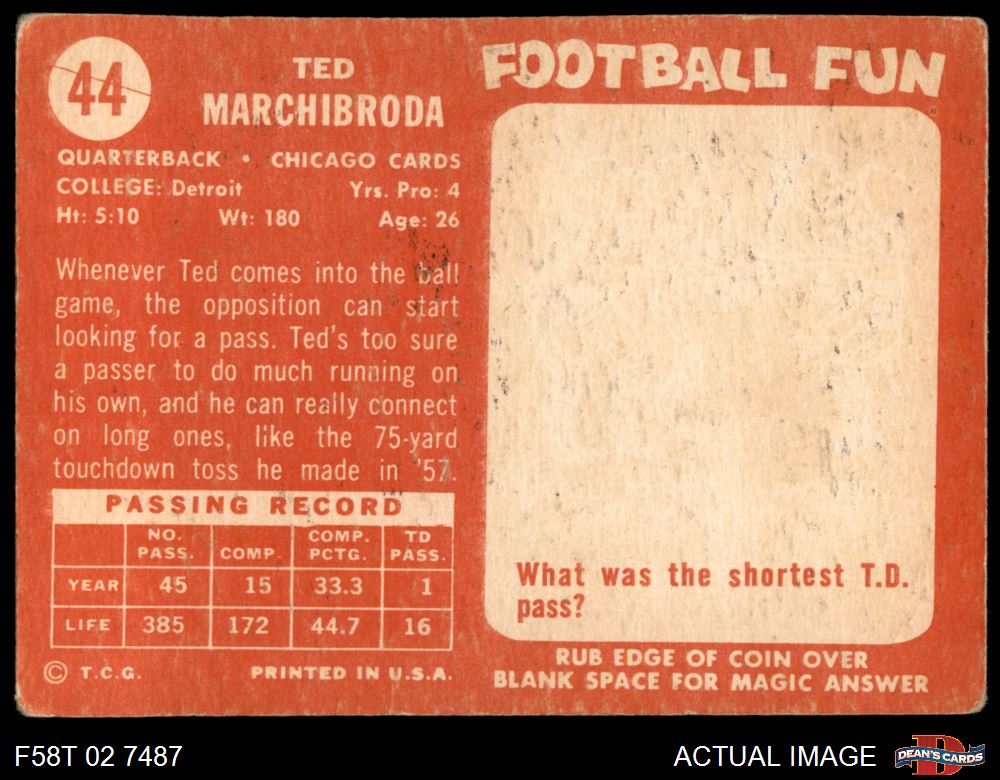 44
TED
MARCHIBRODA
QUARTERBACK • CHICAGO CARDS
COLLEGE: Detroit Yrs. Pro: 4
Ht: 5:10 Wt: 180 Age: 26
Whenever Ted comes into the ball
game, the opposition can start
looking for a pass. Ted's too sure
a passer to do much running on
his own, and he can really connect
on long ones, like the 75-yard
touchdown toss he made in '57.
PASSING RECORD
NO. PASS. COMP. COMP. PCTG. TD PASS.
YEAR 45 15 33.3 1
LIFE 385 172 44.7 16
© T.C.G. PRINTED IN U.S.A.
FOOTBALL FUN
What was the shortest T.D.
pass?
RUB EDGE OF COIN OVER
BLANK SPACE FOR MAGIC ANSWER
F58T 02 7487 ACTUAL IMAGE
D
DEAN'S CARDS